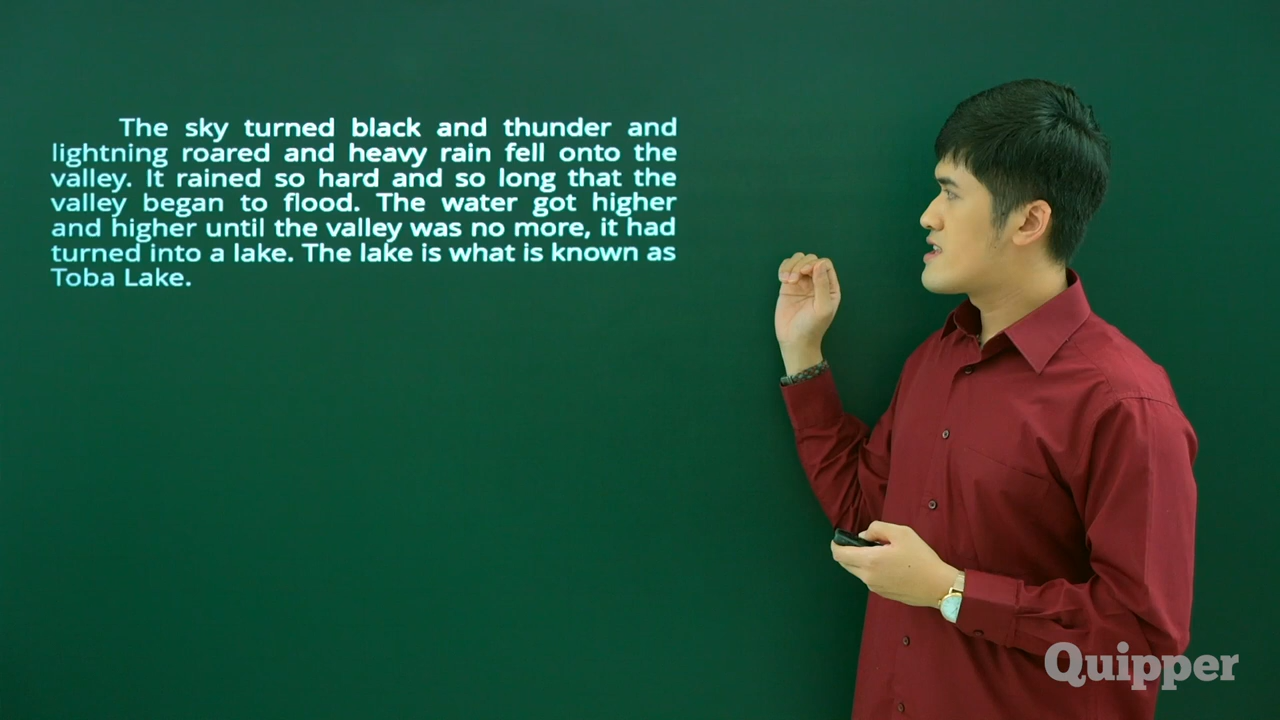 The sky turned black and thunder and
lightning roared and heavy rain fell onto the
valley. It rained so hard and so long that the
valley began to flood. The water got higher
and higher until the valley was no more, it had
turned into a lake. The lake is what is known as
Toba Lake.
Quipper